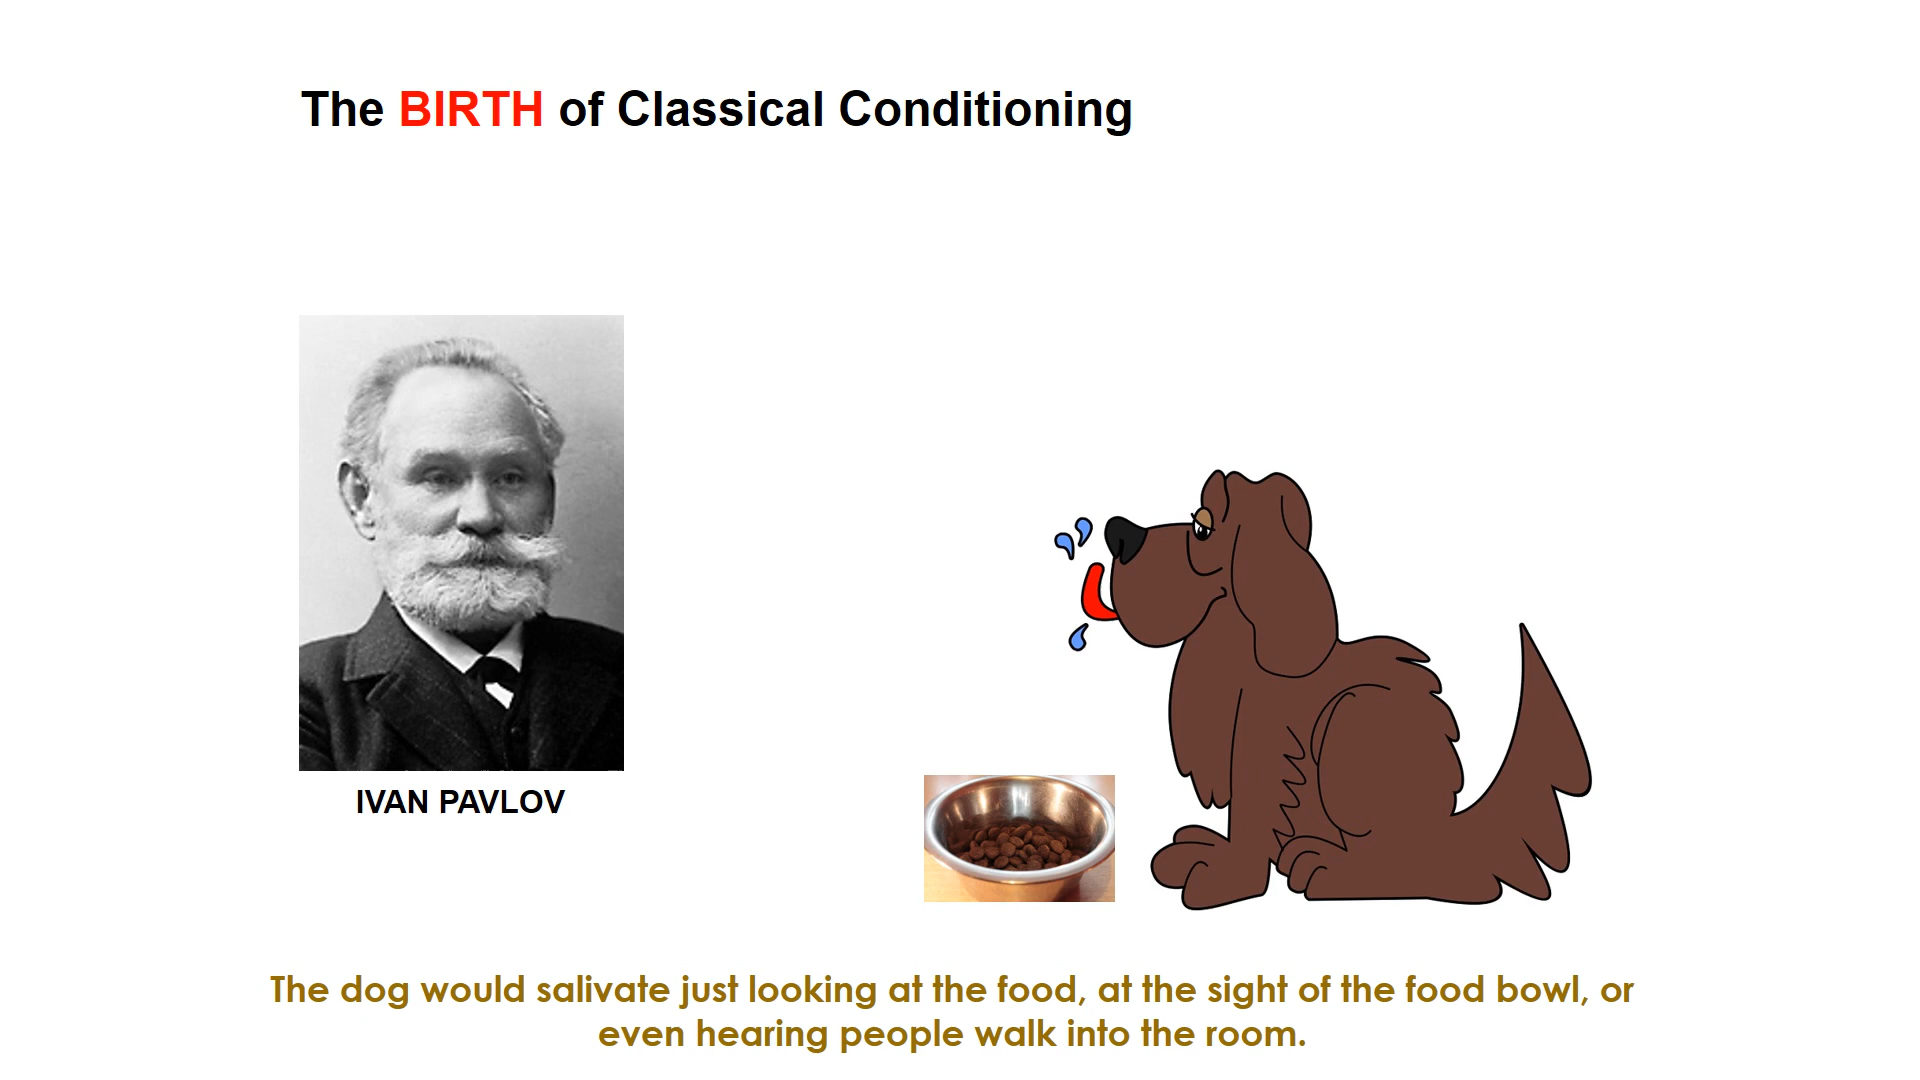 The BIRTH of Classical Conditioning
IVAN PAVLOV
The dog would salivate just looking at the food, at the sight of the food bowl, or
even hearing people walk into the room.